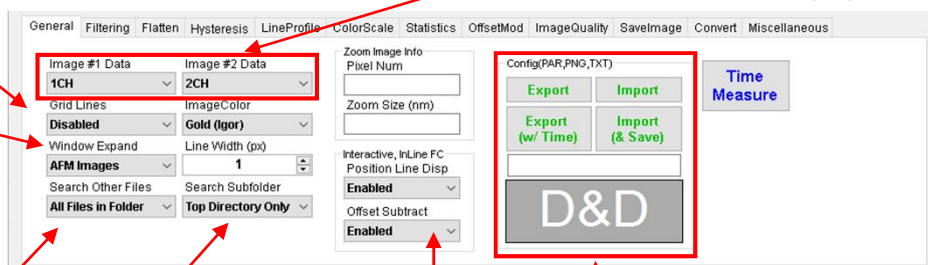 General Filtering Flatten Hysteresis LineProfile ColorScale Statistics OffsetMod ImageQuality SaveImage Convert Miscellaneous
Image #1 Data Image #2 Data
1CH 2CH
Grid Lines ImageColor
Disabled Gold (Igor)
Window Expand Line Width (px)
AFM Images 1
Search Other Files Search Subfolder
All Files in Folder Top Directory Only
Zoom Image Info
Pixel Num
Zoom Size (nm)
Interactive, InLine FC
Position Line Disp
Enabled
Offset Subtract
Enabled
Config(PAR,PNG,TXT)
Export Import
Export Import
(w/ Time) (& Save)
D&D
Time
Measure